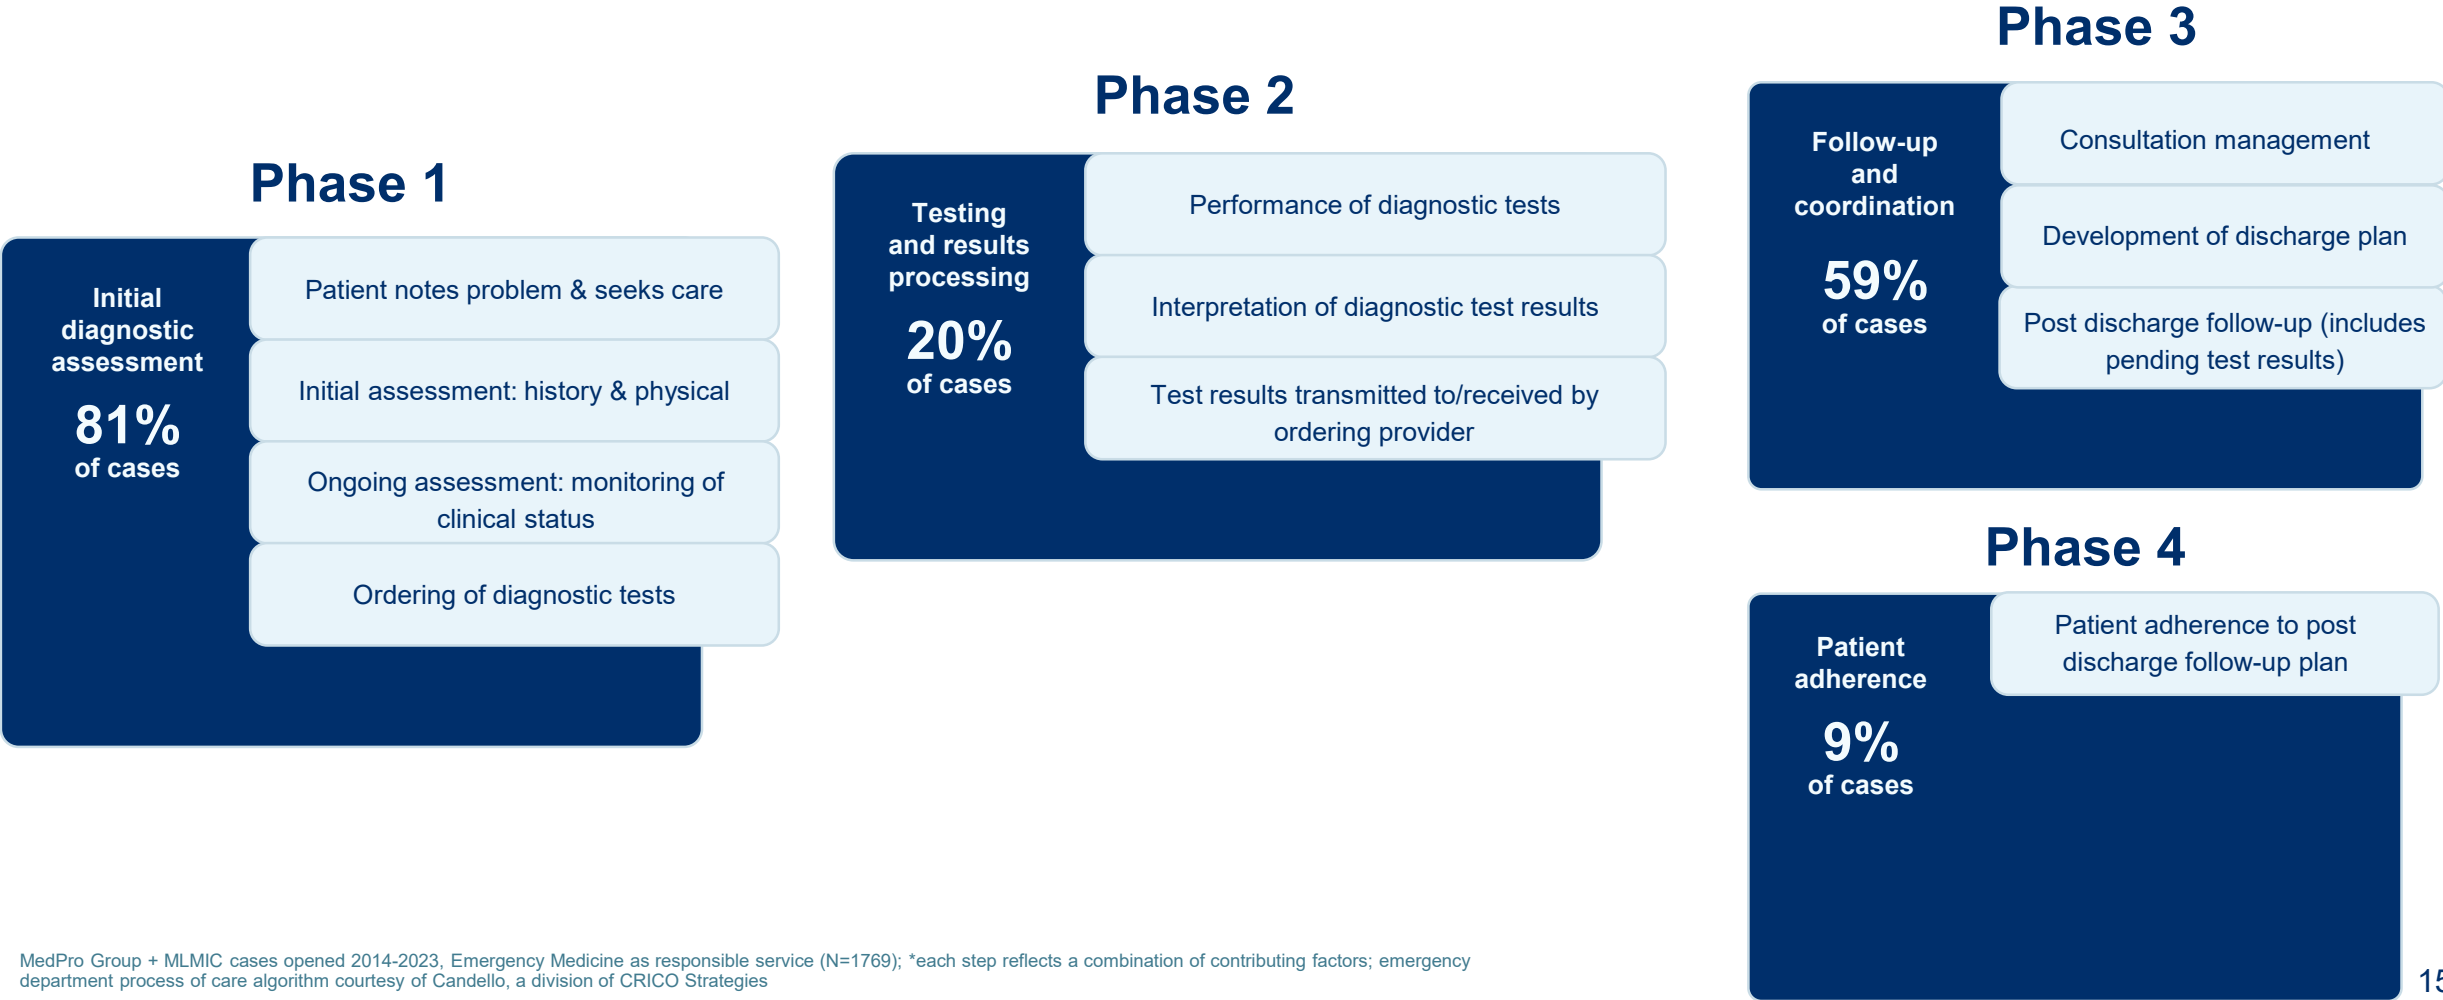 Phase 1
Initial
diagnostic
assessment
81%
of cases
Patient notes problem & seeks care
Initial assessment: history & physical
Ongoing assessment: monitoring of
clinical status
Ordering of diagnostic tests
Phase 2
Testing
and results
processing
20%
of cases
Performance of diagnostic tests
Interpretation of diagnostic test results
Test results transmitted to/received by
ordering provider
Phase 3
Follow-up
and
coordination
59%
of cases
Consultation management
Development of discharge plan
Post discharge follow-up (includes
pending test results)
Phase 4
Patient
adherence
9%
of cases
Patient adherence to post
discharge follow-up plan
MedPro Group + MLMIC cases opened 2014-2023, Emergency Medicine as responsible service (N=1769); *each step reflects a combination of contributing factors; emergency
department process of care algorithm courtesy of Candello, a division of CRICO Strategies
15